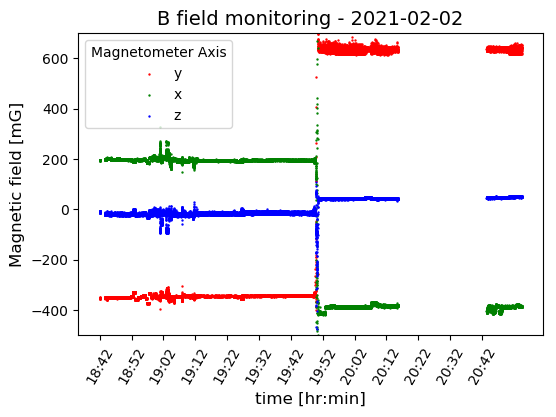 B field monitoring - 2021-02-02
Magnetometer Axis
y
x
z
Magnetic field [mG]
600
400
200
0
−200
−400
18:42
18:52
19:02
19:12
19:22
19:32
19:42
19:52
20:02
20:12
20:22
20:32
20:42
time [hr:min]